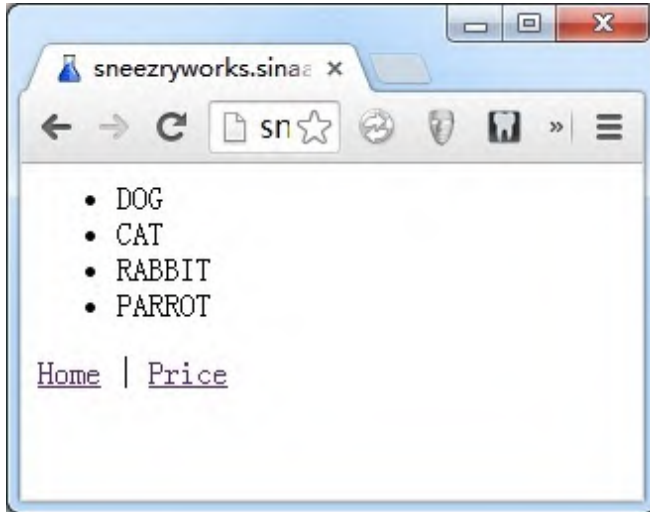 sneezryworks.sinaa
sn
DOG
CAT
RABBIT
PARROT
Home | Price